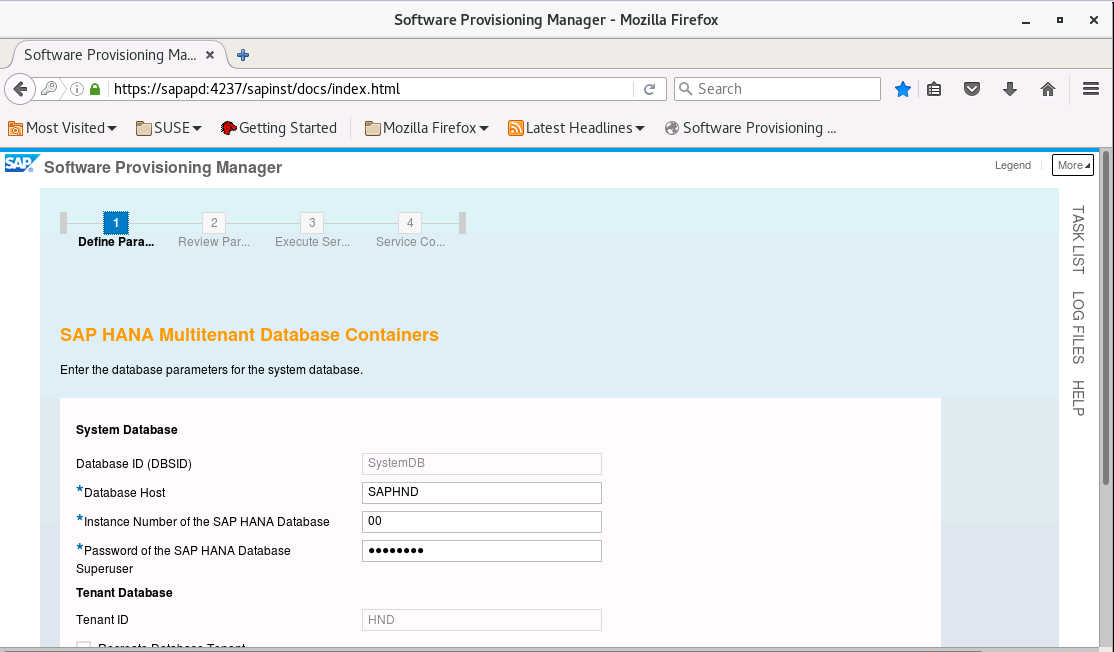 Software Provisioning Manager - Mozilla Firefox
Software Provisioning Ma...
https://sapapd:4237/sapinst/docs/index.html
Search
Most Visited
SUSE
Getting Started
Mozilla Firefox
Latest Headlines
Software Provisioning ...
SAP
Software Provisioning Manager
Legend
More
1
2
3
4
Define Para...
Review Par...
Execute Ser...
Service Co...
TASK LIST
LOG FILES
HELP
SAP HANA Multitenant Database Containers
Enter the database parameters for the system database.
System Database
Database ID (DBSID)
SystemDB
*Database Host
SAPHND
*Instance Number of the SAP HANA Database
00
*Password of the SAP HANA Database
Superuser
••••••••
Tenant Database
Tenant ID
HND
Recreate Database Tenant